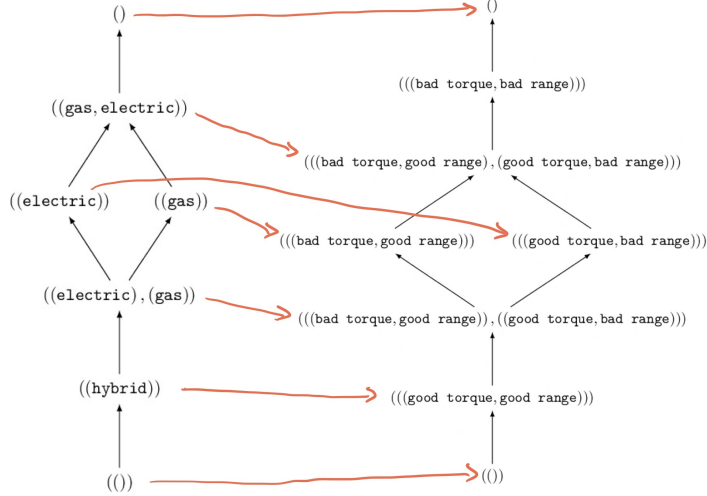 ()
((gas,electric))
((electric))
((gas))
((electric),(gas))
((hybrid))
(())
()
(((bad torque,bad range)))
(((bad torque,good range),(good torque,bad range)))
(((bad torque,good range)))
(((good torque,bad range)))
(((bad torque,good range)),((good torque,bad range)))
(((good torque,good range)))
(())